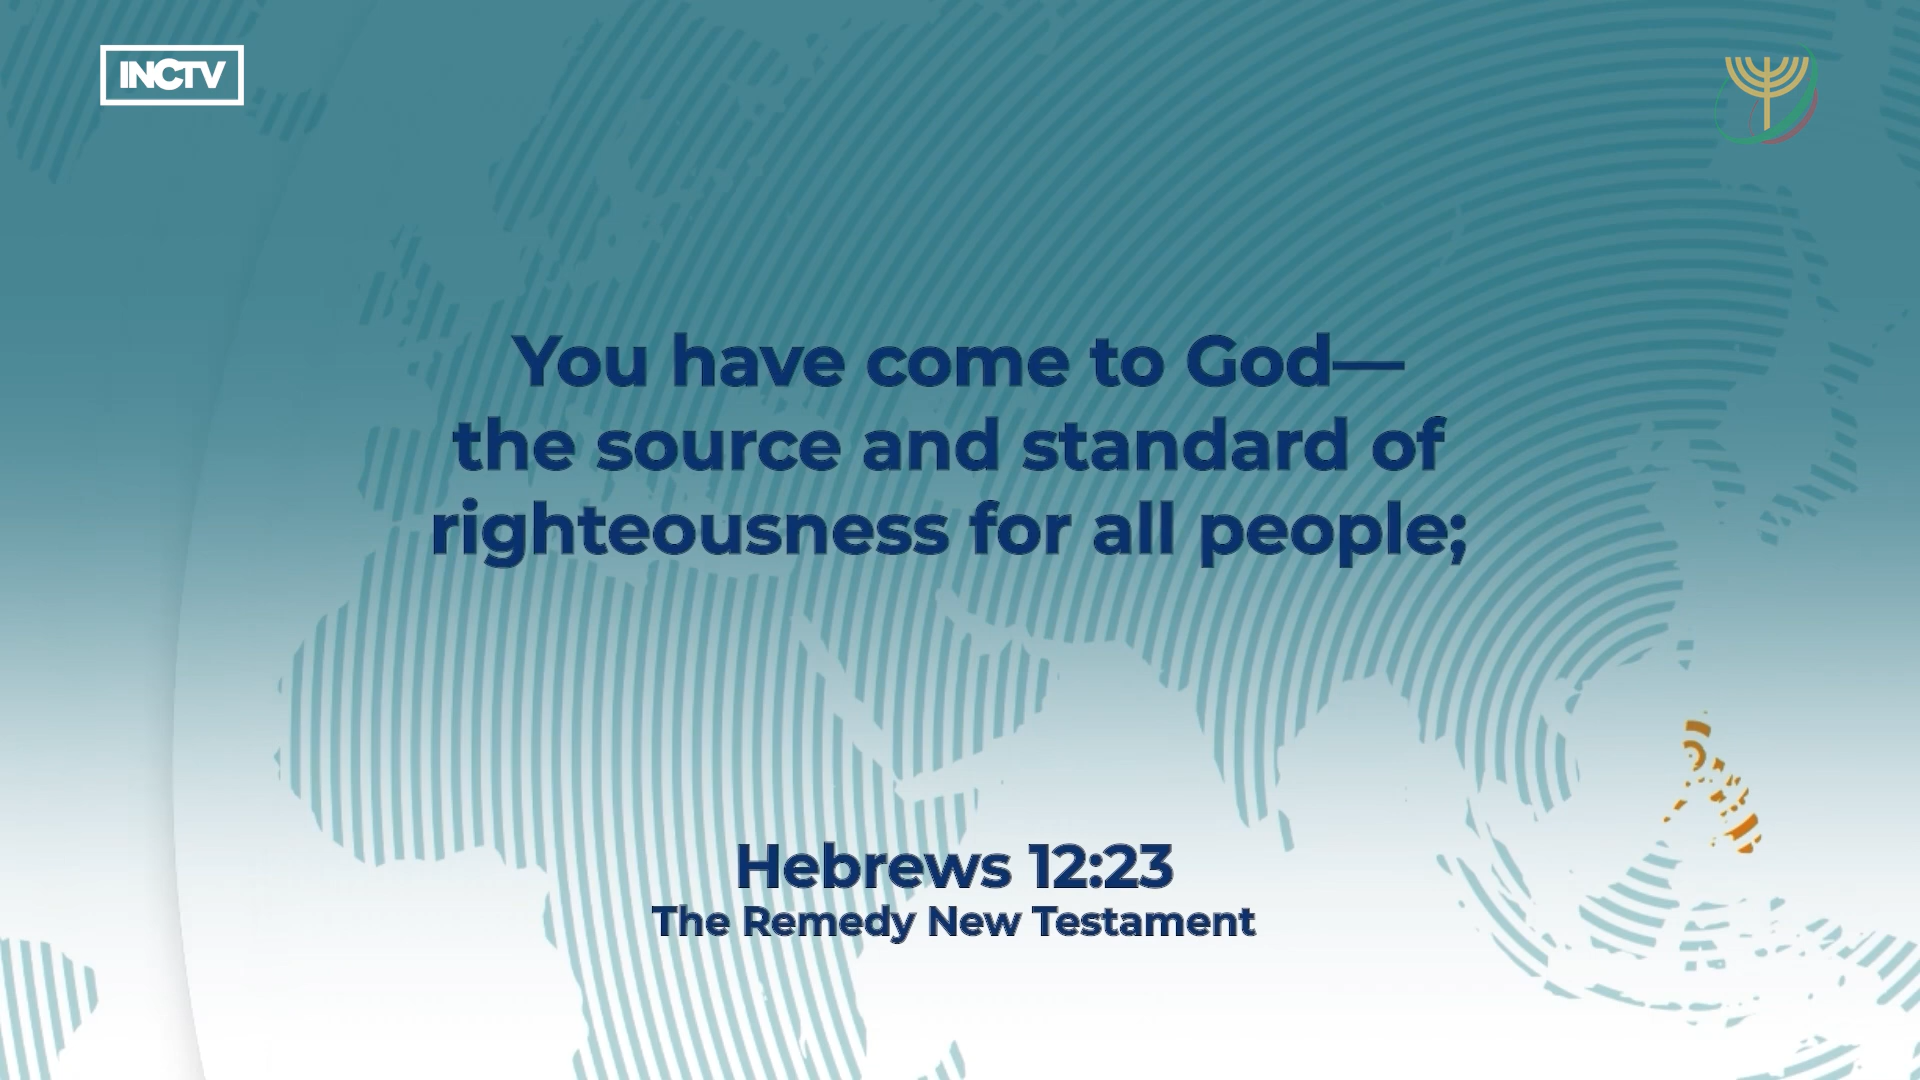 INCTV
You have come to God—
the source and standard of
righteousness for all people;
Hebrews 12:23
The Remedy New Testament